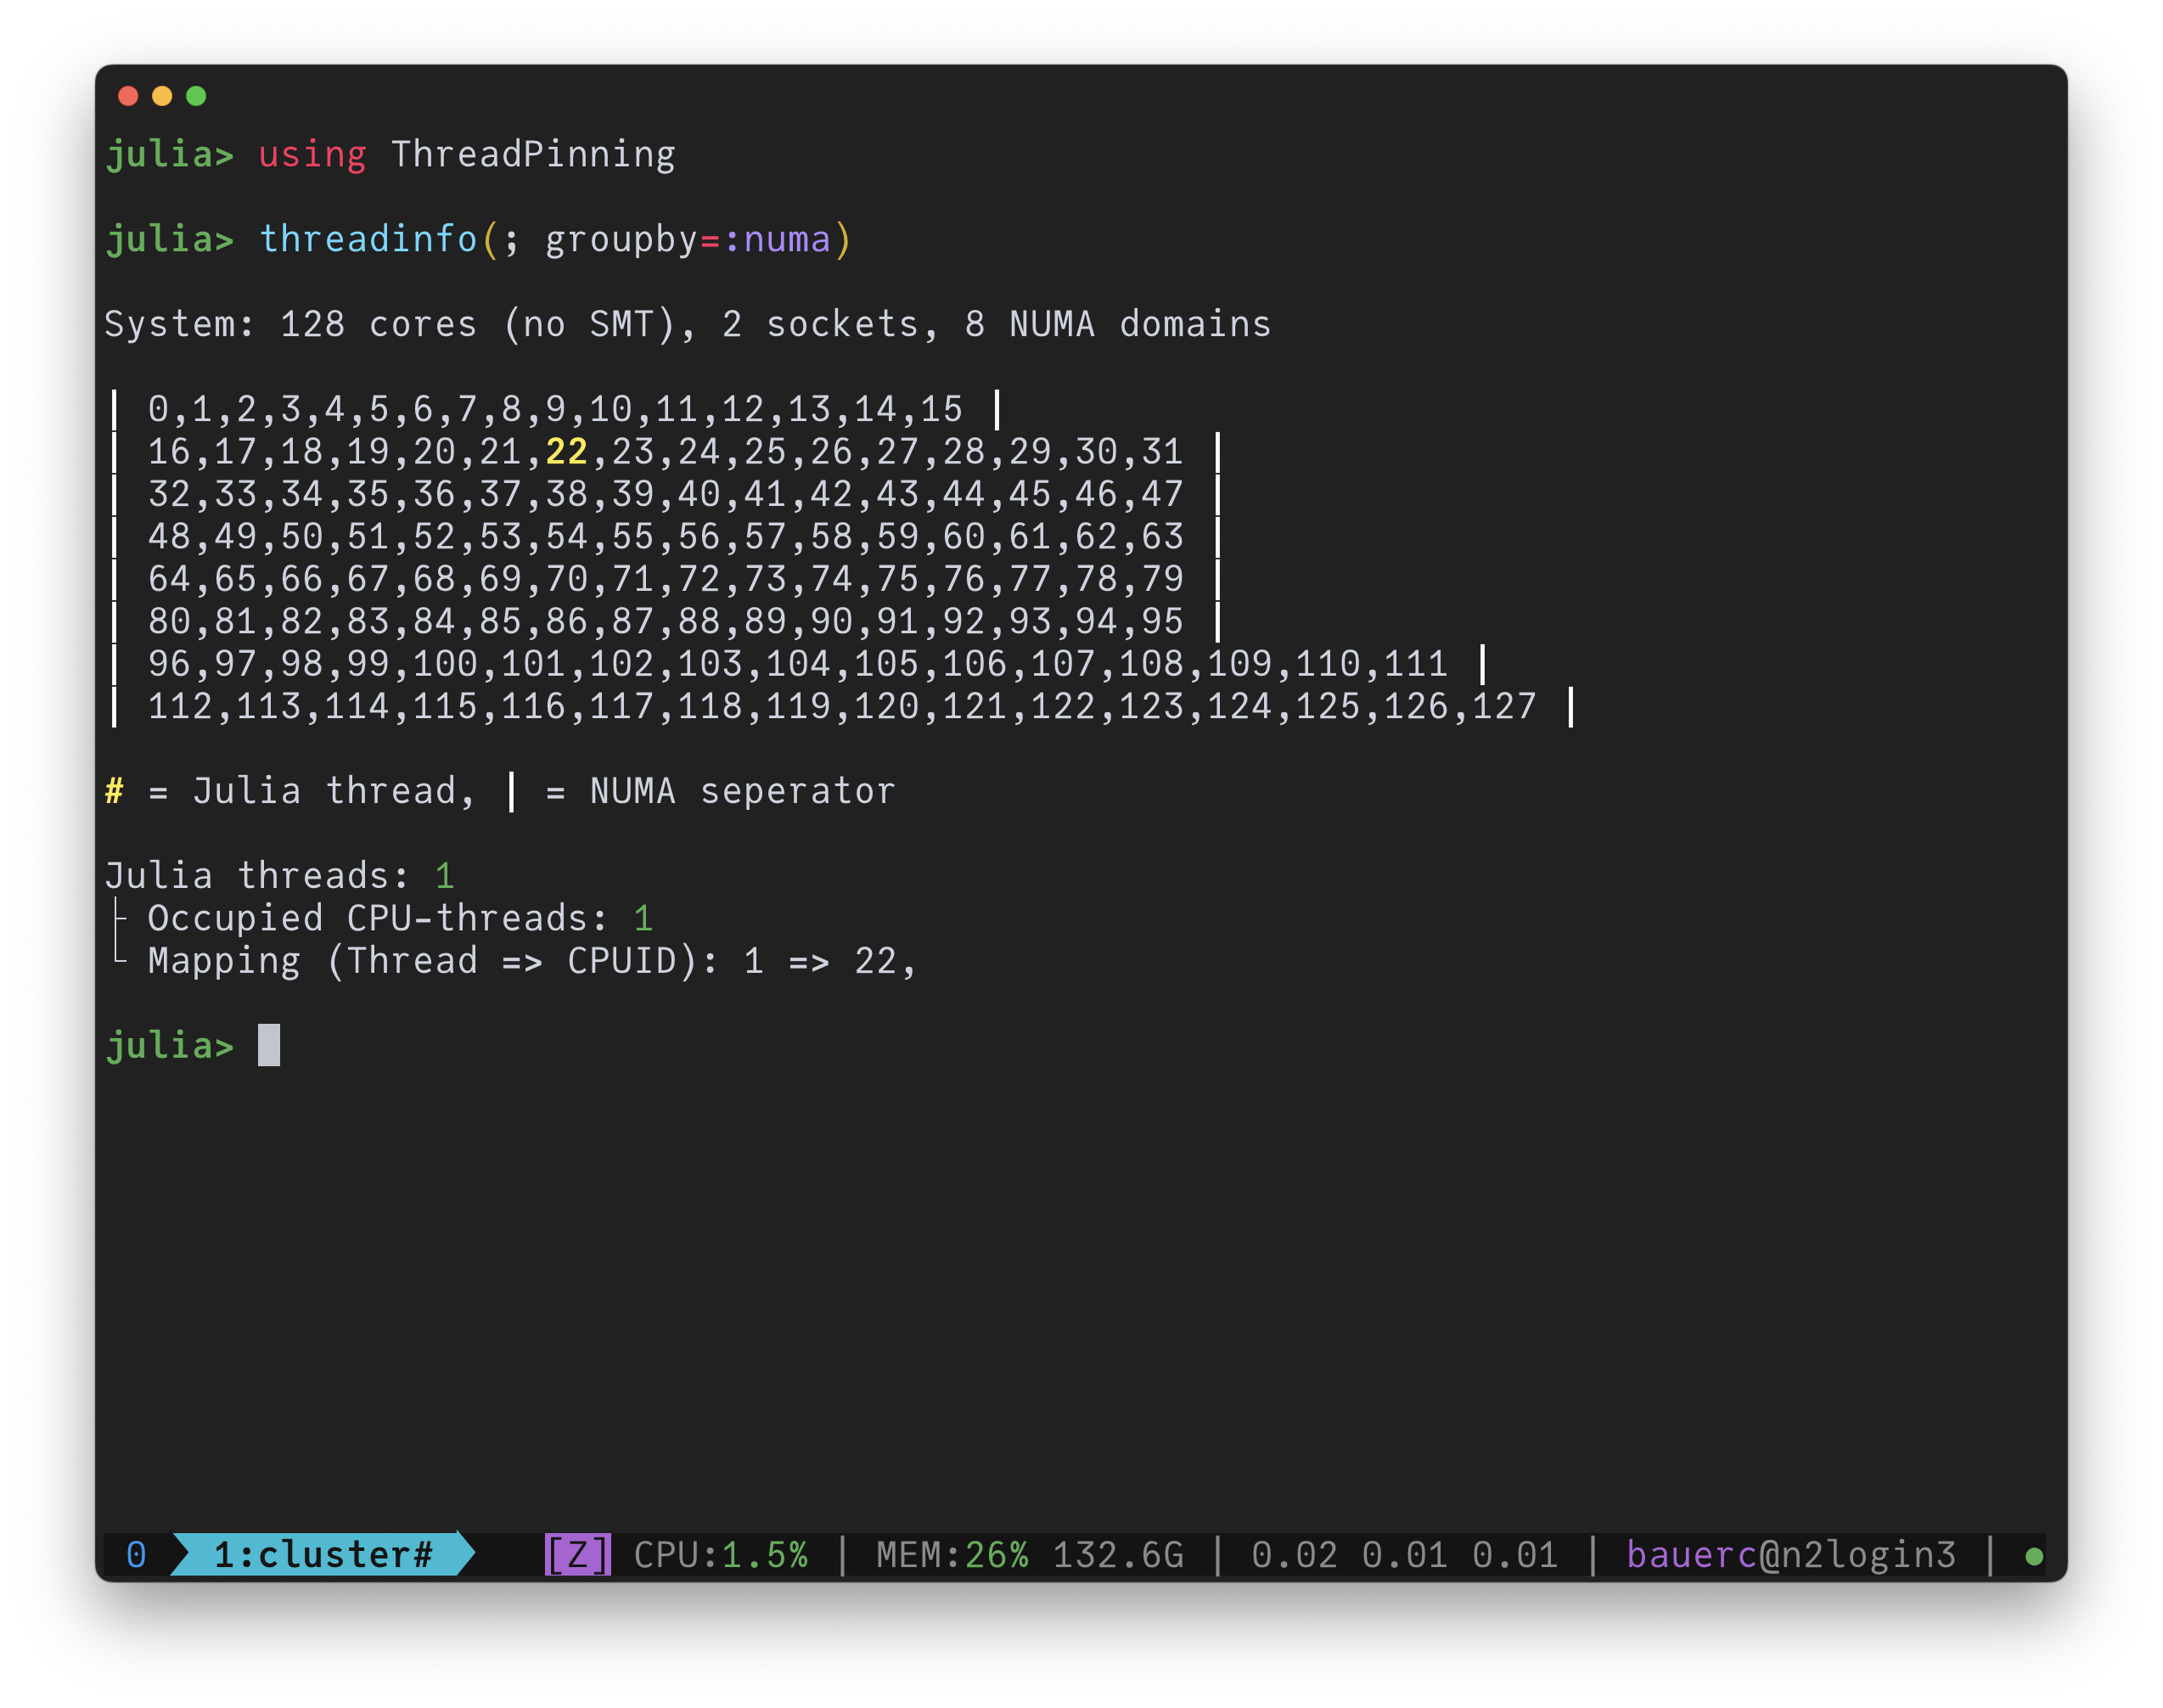 julia> using ThreadPinning
julia> threadinfo(; groupby=:numa)
System: 128 cores (no SMT), 2 sockets, 8 NUMA domains
| 0,1,2,3,4,5,6,7,8,9,10,11,12,13,14,15 |
| 16,17,18,19,20,21,22,23,24,25,26,27,28,29,30,31 |
| 32,33,34,35,36,37,38,39,40,41,42,43,44,45,46,47 |
| 48,49,50,51,52,53,54,55,56,57,58,59,60,61,62,63 |
| 64,65,66,67,68,69,70,71,72,73,74,75,76,77,78,79 |
| 80,81,82,83,84,85,86,87,88,89,90,91,92,93,94,95 |
| 96,97,98,99,100,101,102,103,104,105,106,107,108,109,110,111 |
| 112,113,114,115,116,117,118,119,120,121,122,123,124,125,126,127 |
# = Julia thread, | = NUMA seperator
Julia threads: 1
├ Occupied CPU-threads: 1
└ Mapping (Thread => CPUID): 1 => 22,
julia>
0 1:cluster# [Z] CPU:1.5% | MEM:26% 132.6G | 0.02 0.01 0.01 | bauerc@n2login3 | ●